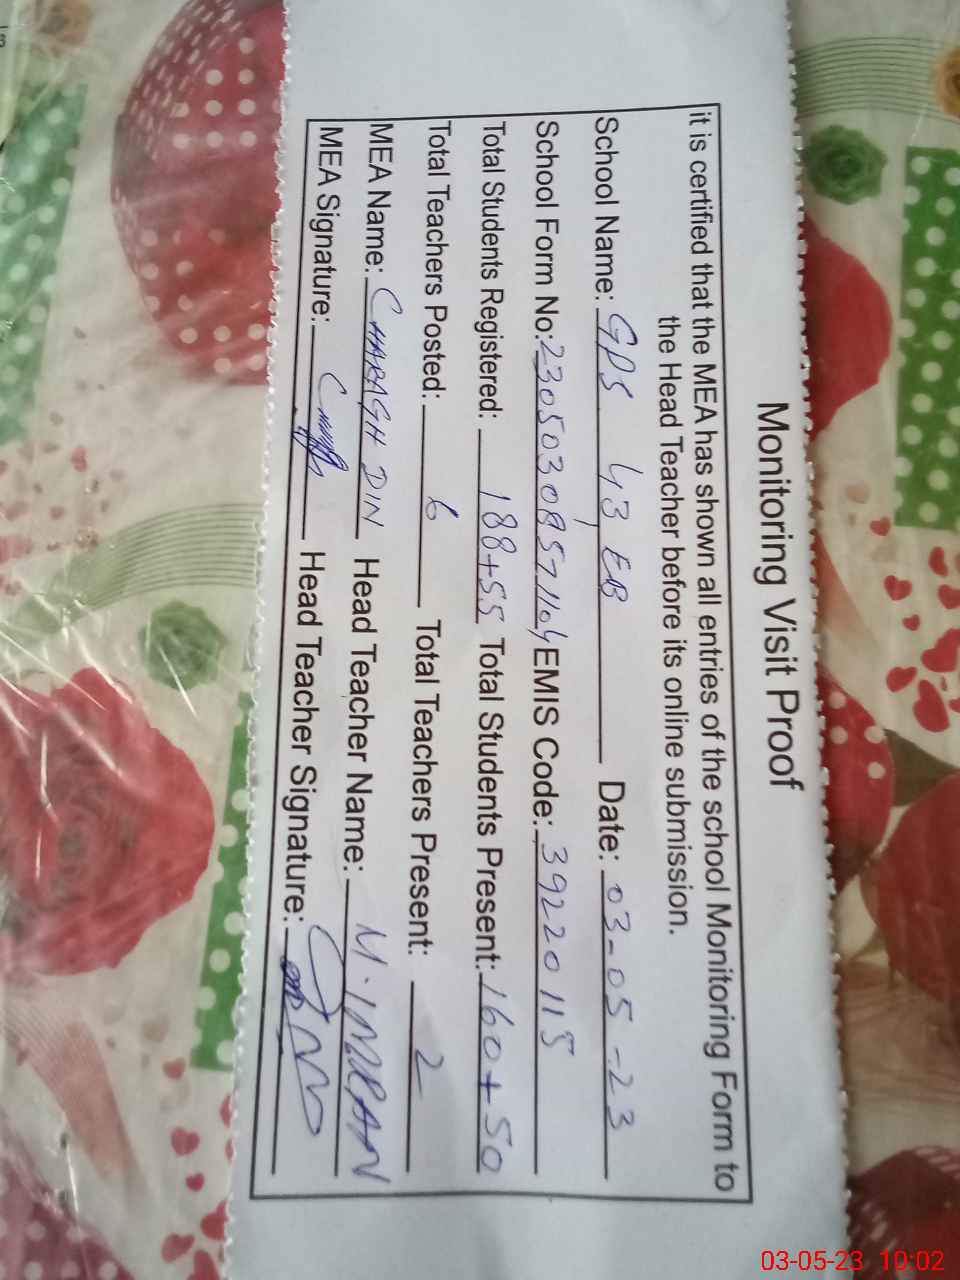 Monitoring Visit Proof
it is certified that the MEA has shown all entries of the school Monitoring Form to
the Head Teacher before its online submission.
School Name: GPS 43 EB Date: 03-05-23
School Form No: EMIS Code: 39220115
Total Students Registered: 188+55 Total Students Present: 160+50
Total Teachers Posted: 6 Total Teachers Present: 2
MEA Name: CHARAGH DIN Head Teacher Name: M. IMRAN
MEA Signature: Head Teacher Signature:
03-05-23 10:02